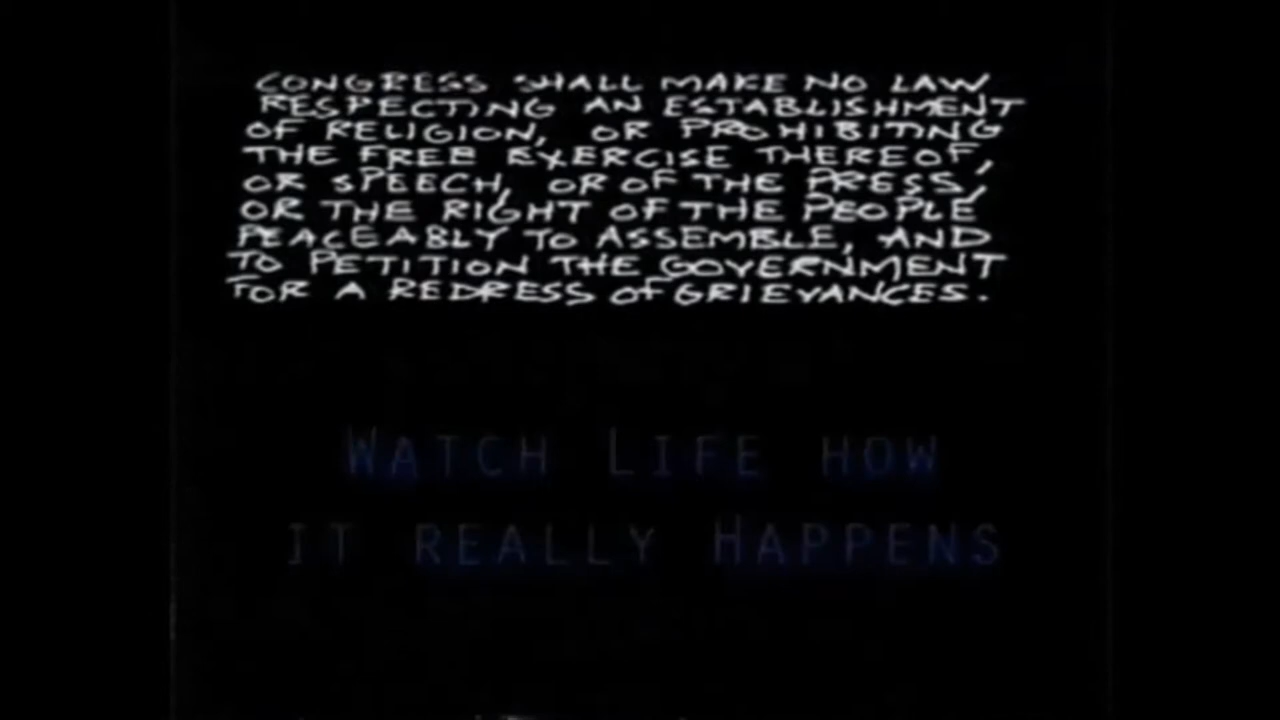 CONGRESS SHALL MAKE NO LAW
RESPECTING AN ESTABLISHMENT
OF RELIGION, OR PROHIBITING
THE FREE EXERCISE THEREOF,
OR SPEECH, OR OF THE PRESS,
OR THE RIGHT OF THE PEOPLE
PEACEABLY TO ASSEMBLE, AND
TO PETITION THE GOVERNMENT
FOR A REDRESS OF GRIEVANCES.
WATCH LIFE HOW
IT REALLY HAPPENS